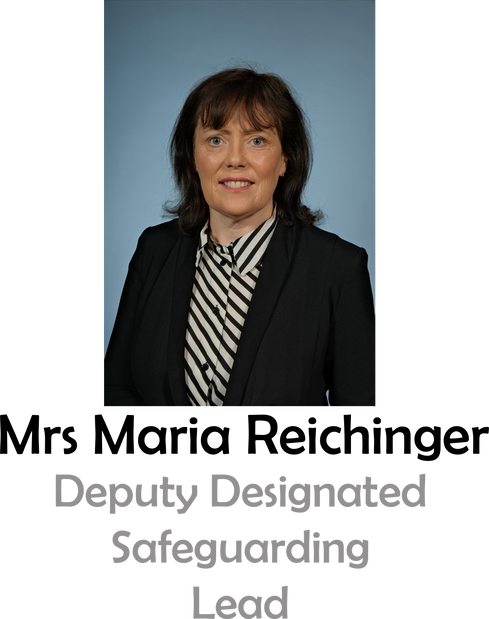 Mrs Maria Reichinger
Deputy Designated
Safeguarding
Lead